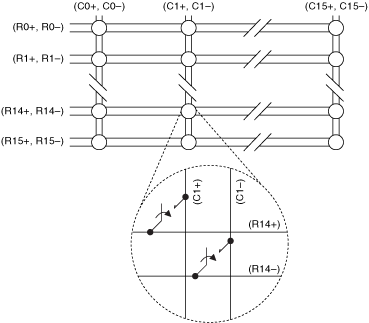 (C0+, C0–) (C1+, C1–) (C15+, C15–)
(R0+, R0–)
(R1+, R1–)
(R14+, R14–)
(R15+, R15–)
(C1+) (C1–)
(R14+)
(R14–)